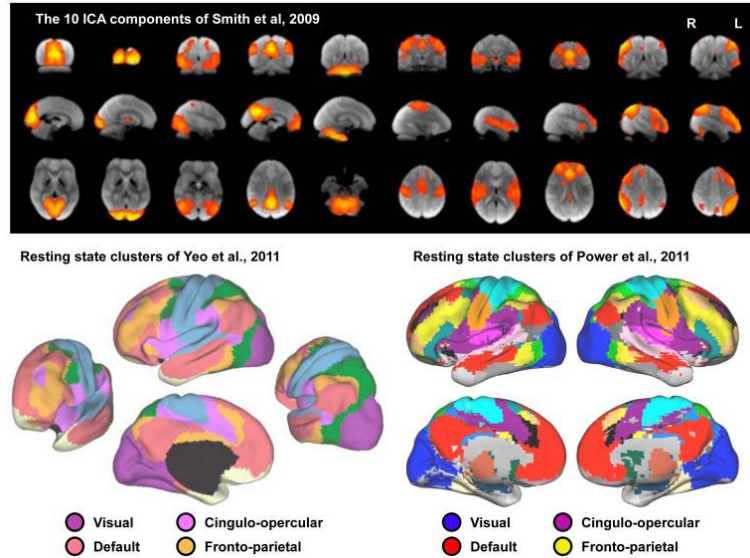 The 10 ICA components of Smith et al, 2009
R L
Resting state clusters of Yeo et al., 2011
Resting state clusters of Power et al., 2011
Visual
Cingulo-opercular
Default
Fronto-parietal
Visual
Cingulo-opercular
Default
Fronto-parietal